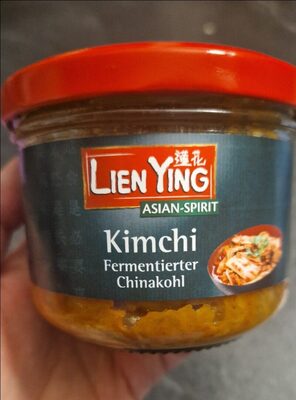 蓮花
LIEN YING
ASIAN-SPIRIT
Kimchi
Fermentierter
Chinakohl